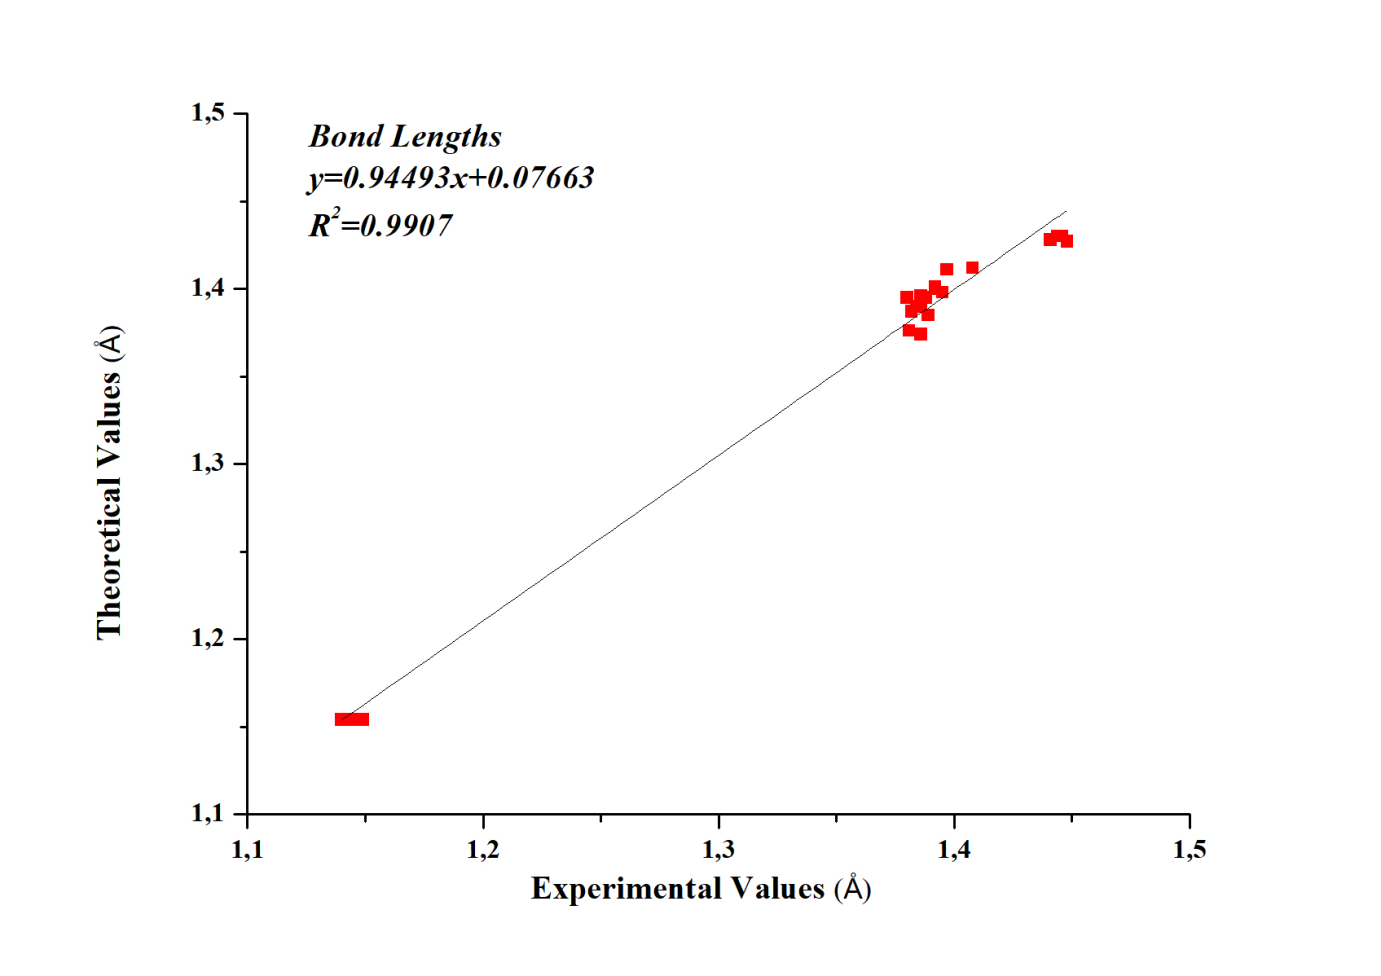 Bond Lengths
y=0.94493x+0.07663
R²=0.9907
1,5
1,4
1,3
1,2
1,1
Theoretical Values (Å)
1,1 1,2 1,3 1,4 1,5
Experimental Values (Å)